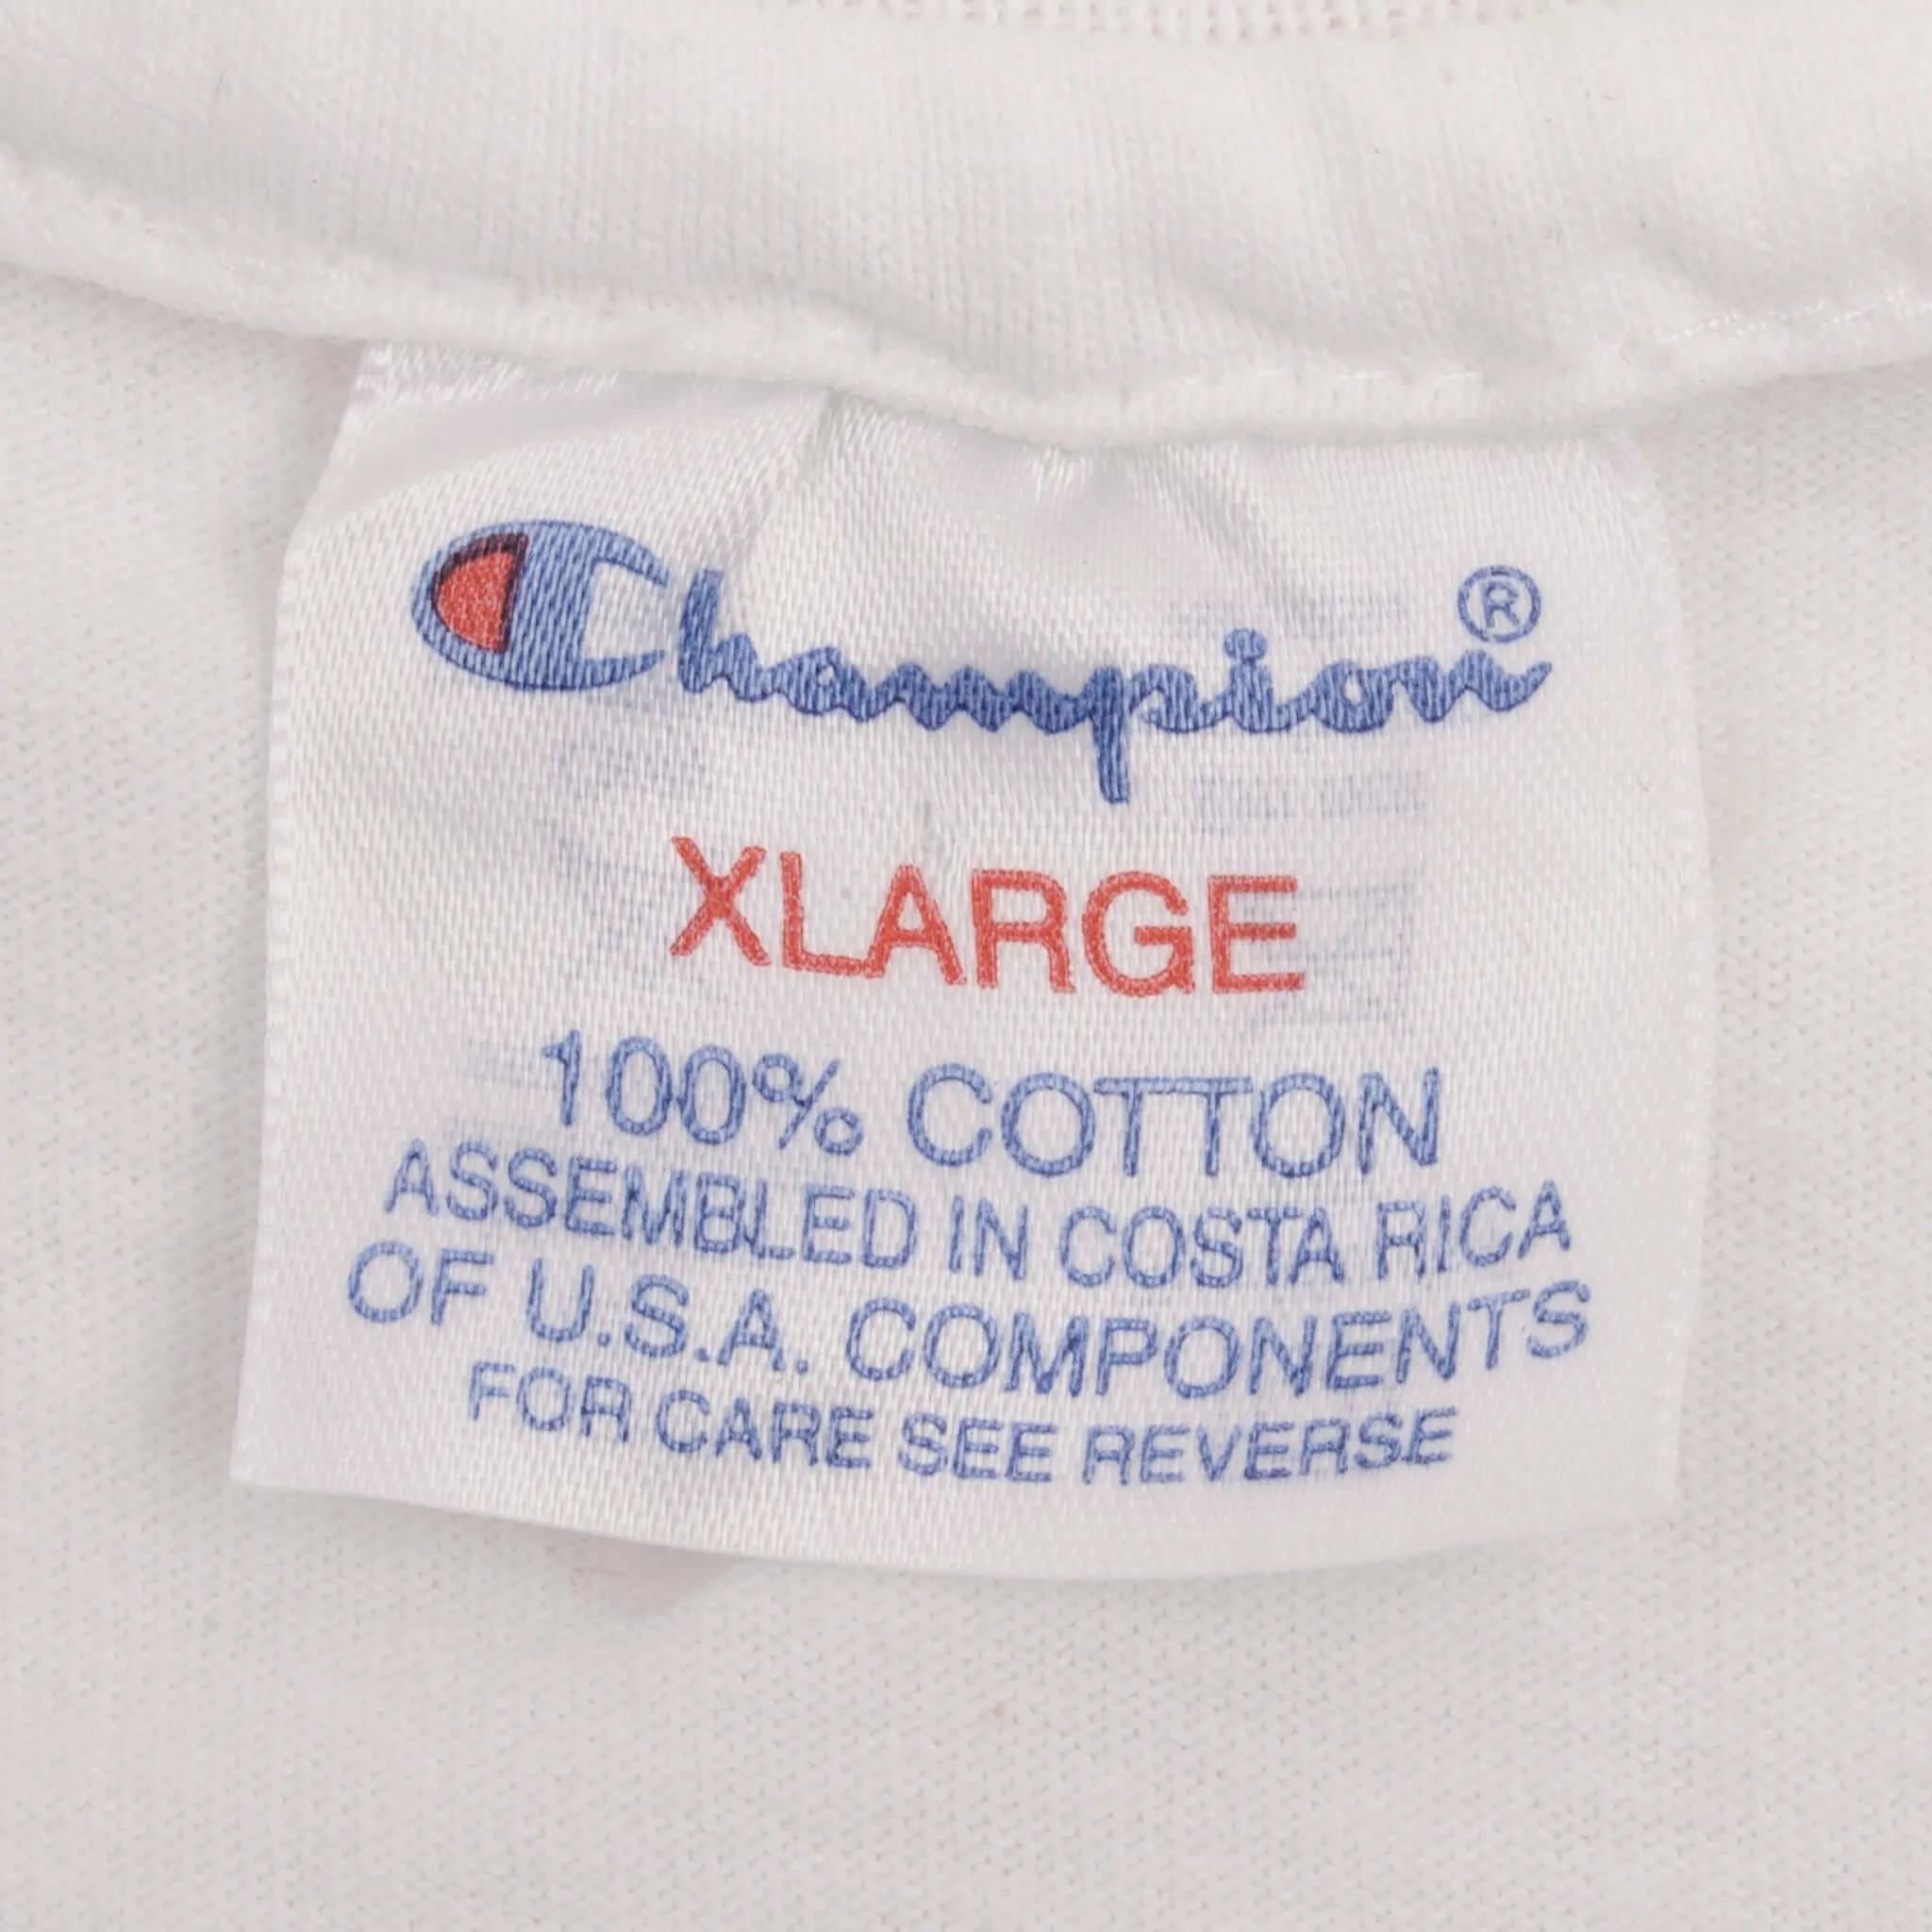 Champion®
XLARGE
100% COTTON
ASSEMBLED IN COSTA RICA
OF U.S.A. COMPONENTS
FOR CARE SEE REVERSE